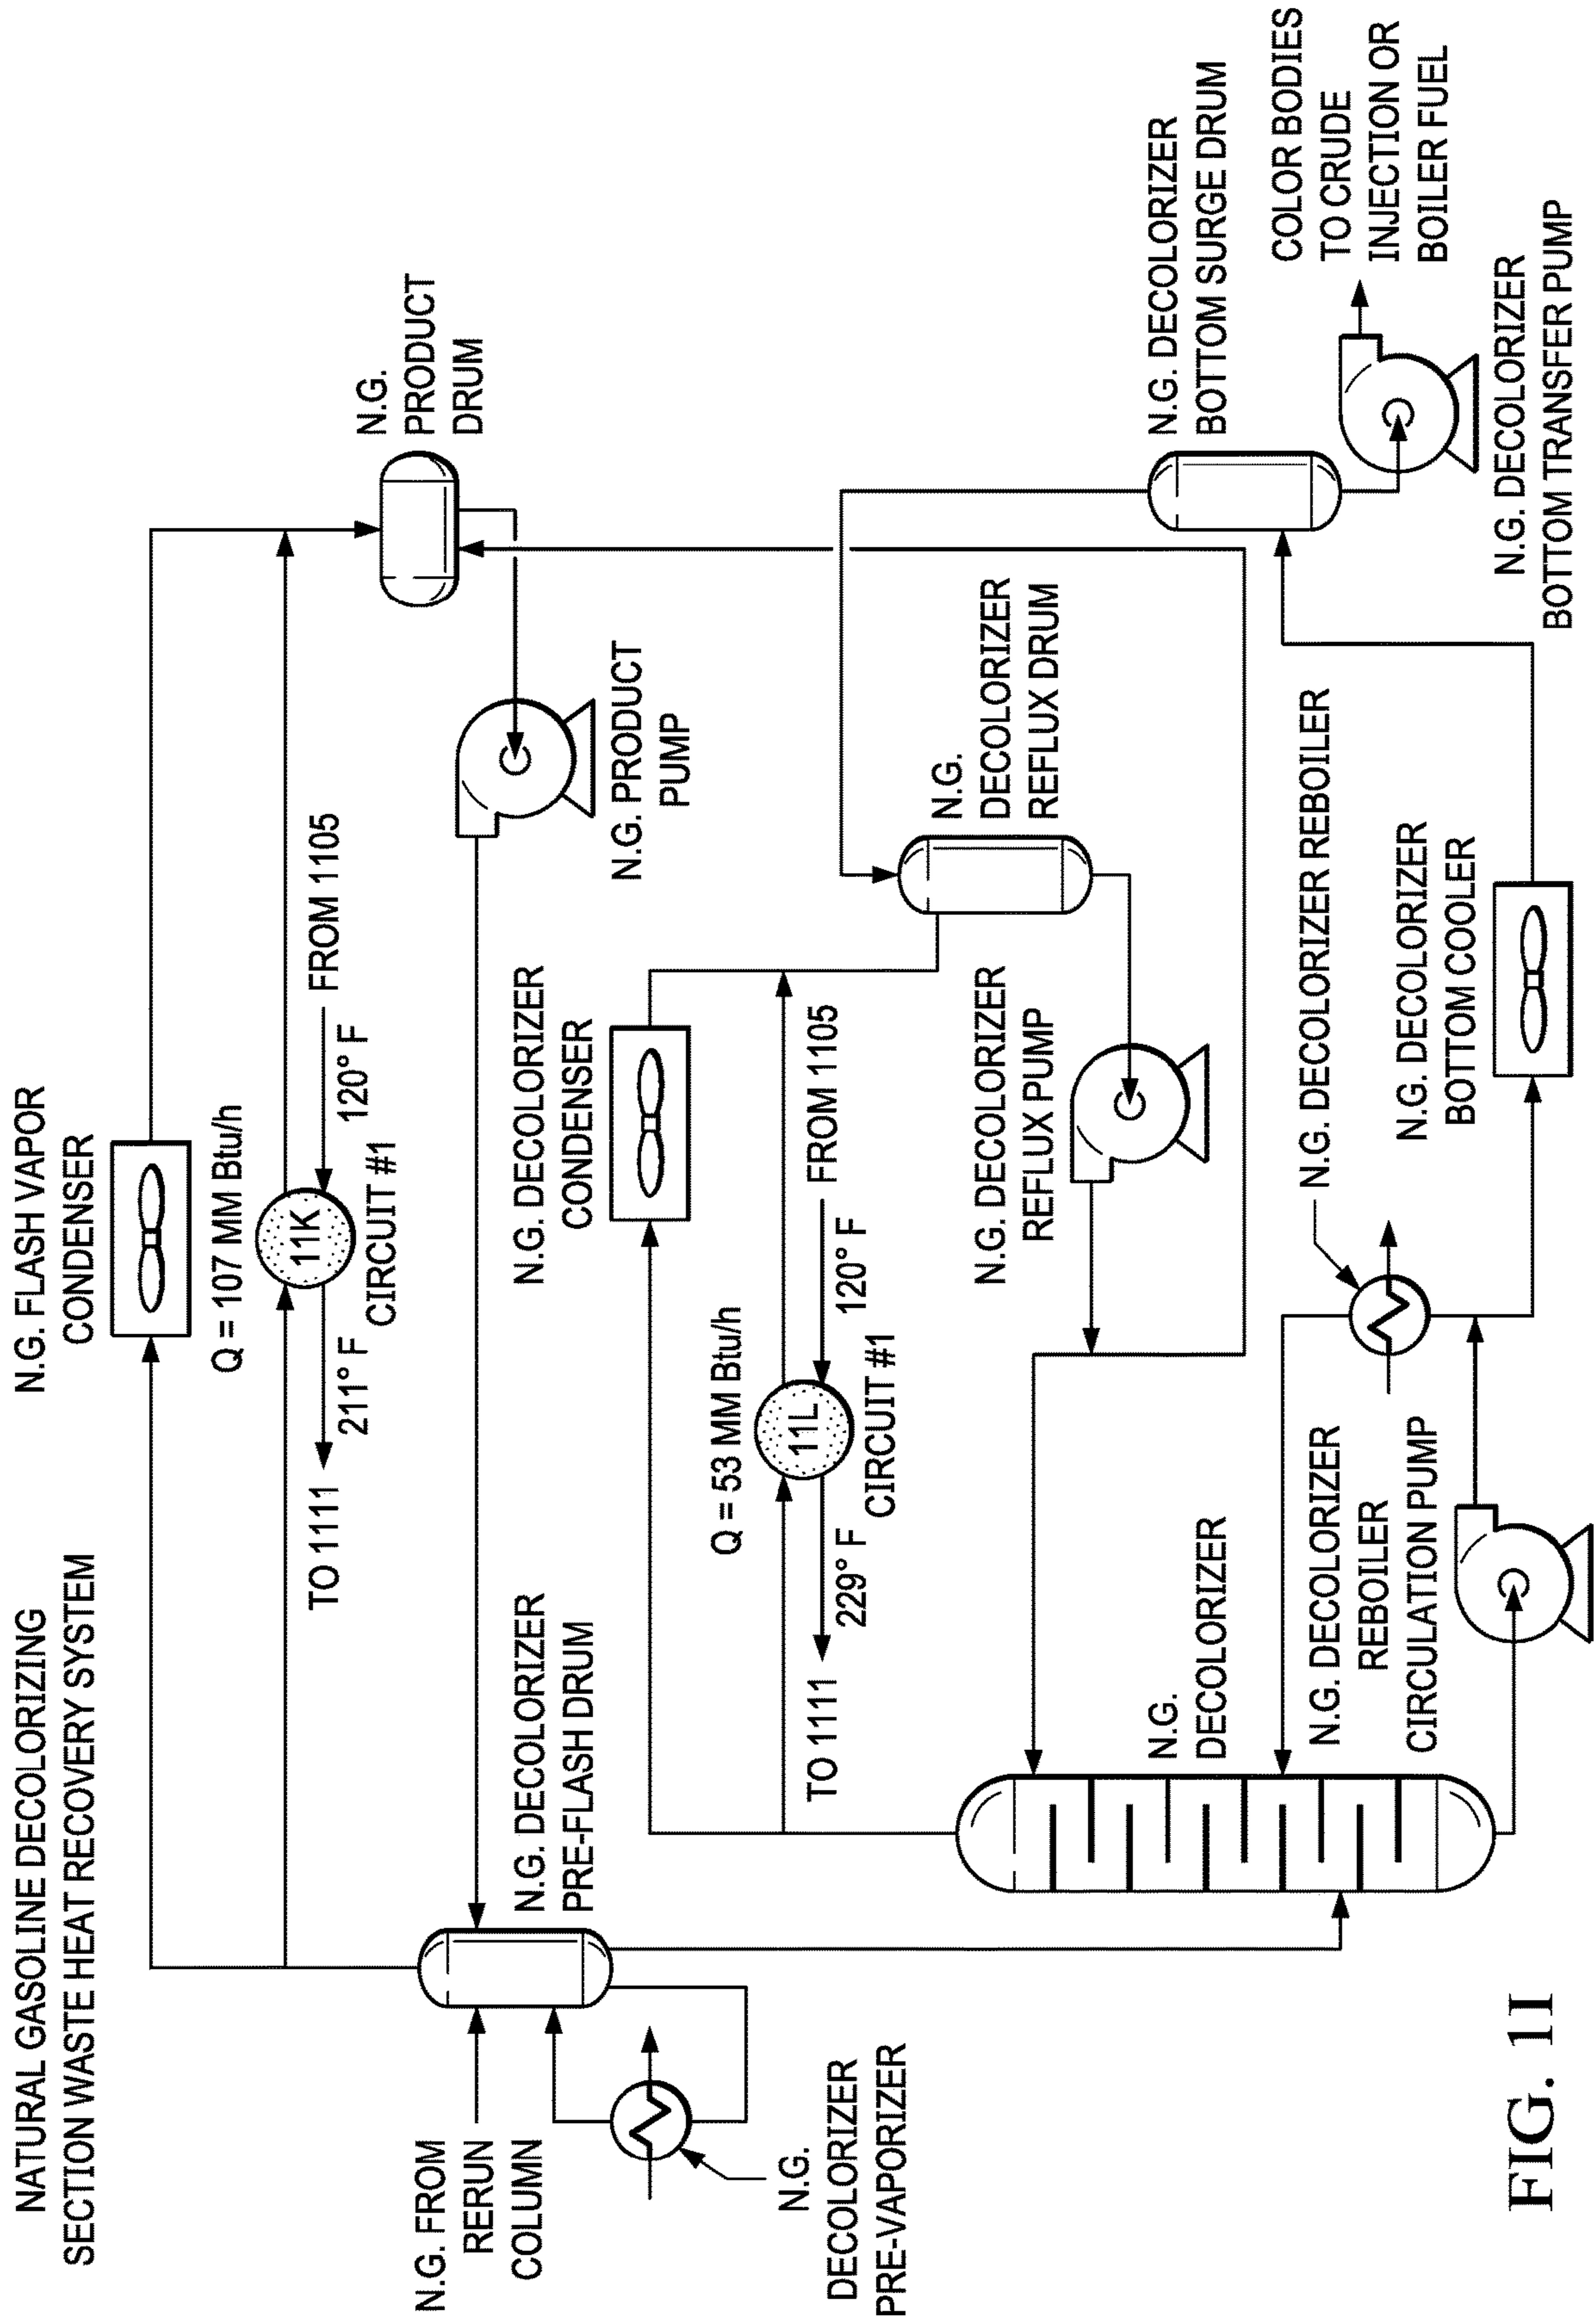 NATURAL GASOLINE DECOLORIZING
SECTION WASTE HEAT RECOVERY SYSTEM
N.G. FLASH VAPOR
CONDENSER
Q = 107 MM Btu/h
11K
TO 1111
211° F
120° F
FROM 1105
CIRCUIT #1
N.G.
PRODUCT
DRUM
N.G. FROM
RERUN
COLUMN
N.G. DECOLORIZER
PRE-FLASH DRUM
N.G. PRODUCT
PUMP
N.G. DECOLORIZER
CONDENSER
Q = 53 MM Btu/h
11L
TO 1111
229° F
120° F
FROM 1105
CIRCUIT #1
N.G.
DECOLORIZER
PRE-VAPORIZER
N.G.
DECOLORIZER
REFLUX DRUM
N.G. DECOLORIZER
REFLUX PUMP
N.G.
DECOLORIZER
N.G. DECOLORIZER
BOTTOM SURGE DRUM
COLOR BODIES
TO CRUDE
INJECTION OR
BOILER FUEL
N.G. DECOLORIZER REBOILER
N.G. DECOLORIZER
REBOILER
CIRCULATION PUMP
N.G. DECOLORIZER
BOTTOM COOLER
N.G. DECOLORIZER
BOTTOM TRANSFER PUMP
FIG. 1I